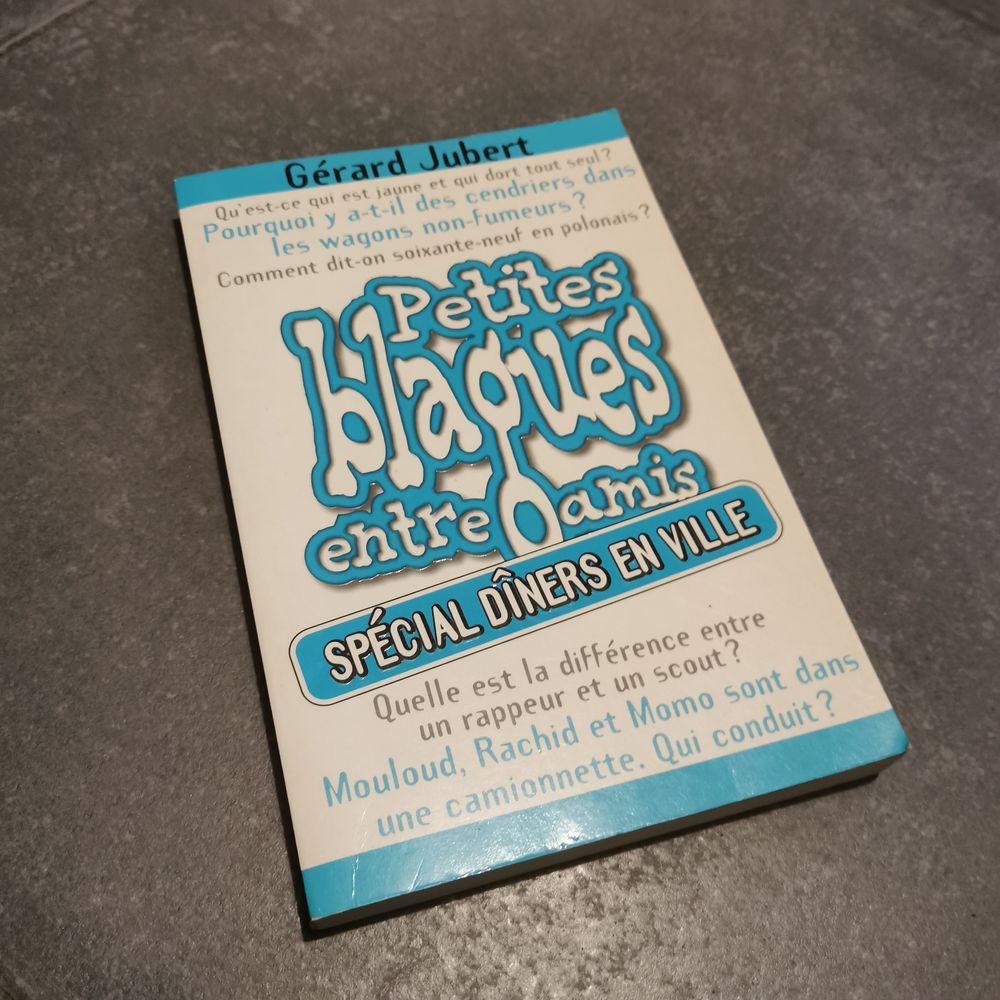 Gérard Jubert
Qu'est-ce qui est jaune et qui dort tout seul?
Pourquoi y a-t-il des cendriers dans
les wagons non-fumeurs?
Comment dit-on soixante-neuf en polonais?
Petites
blagues
entre amis
SPÉCIAL DÎNERS EN VILLE
Quelle est la différence entre
un rappeur et un scout?
Mouloud, Rachid et Momo sont dans
une camionnette. Qui conduit?